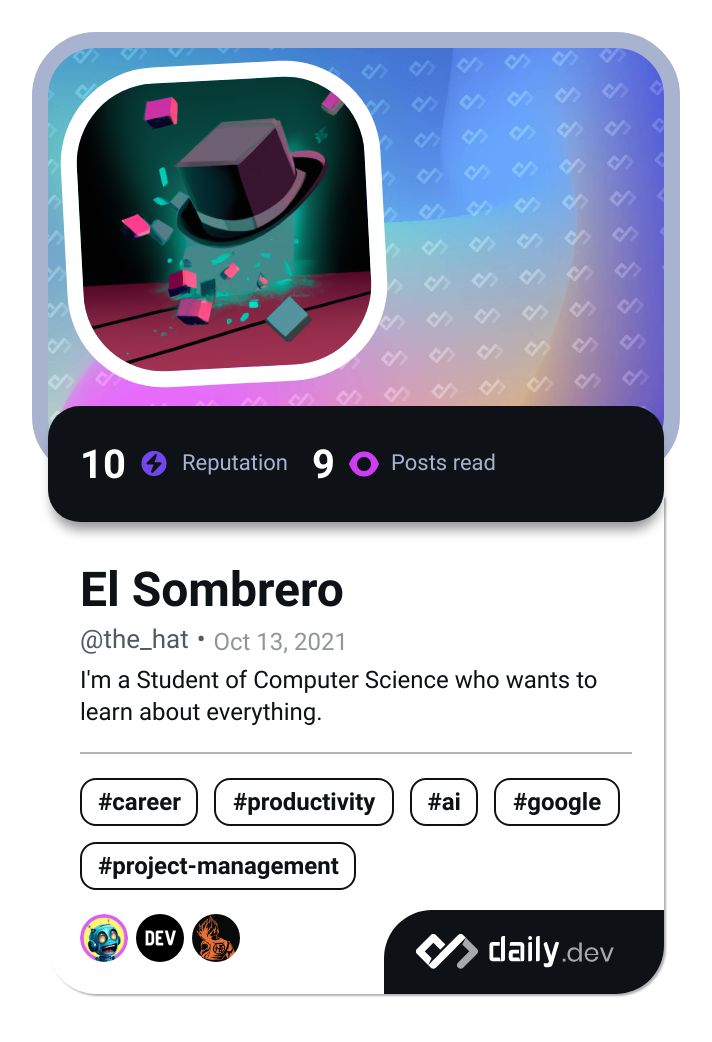 10 Reputation 9 Posts read
El Sombrero
@the_hat • Oct 13, 2021
I'm a Student of Computer Science who wants to
learn about everything.
#career #productivity #ai #google
#project-management
DEV
daily.dev